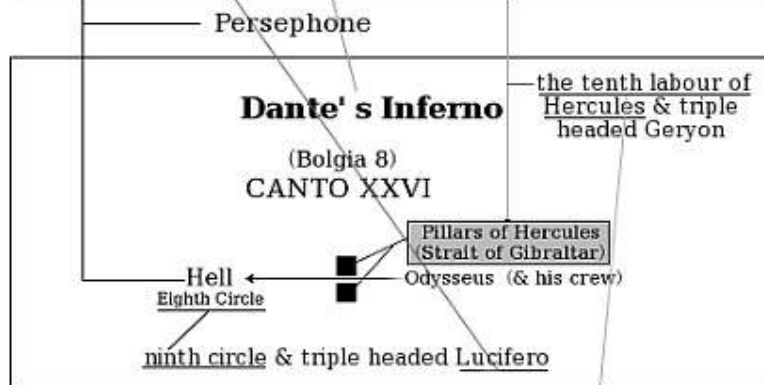 Persephone
the tenth labour of
Hercules & triple
headed Geryon
Dante' s Inferno
(Bolgia 8)
CANTO XXVI
Pillars of Hercules
(Strait of Gibraltar)
Odysseus (& his crew)
Hell
Eighth Circle
ninth circle & triple headed Lucifero